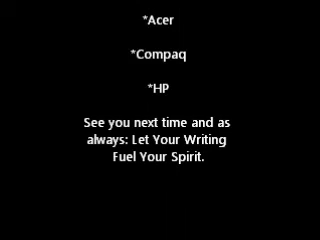 *Acer
*Compaq
*HP
See you next time and as
always: Let Your Writing
Fuel Your Spirit.